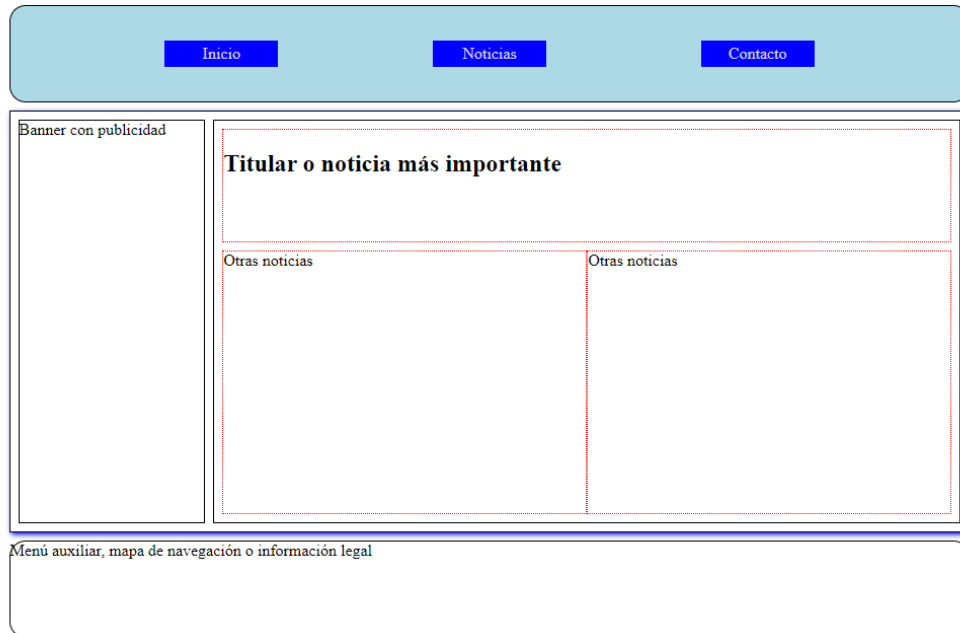 Inicio
Noticias
Contacto
Banner con publicidad
Titular o noticia más importante
Otras noticias
Otras noticias
Menú auxiliar, mapa de navegación o información legal